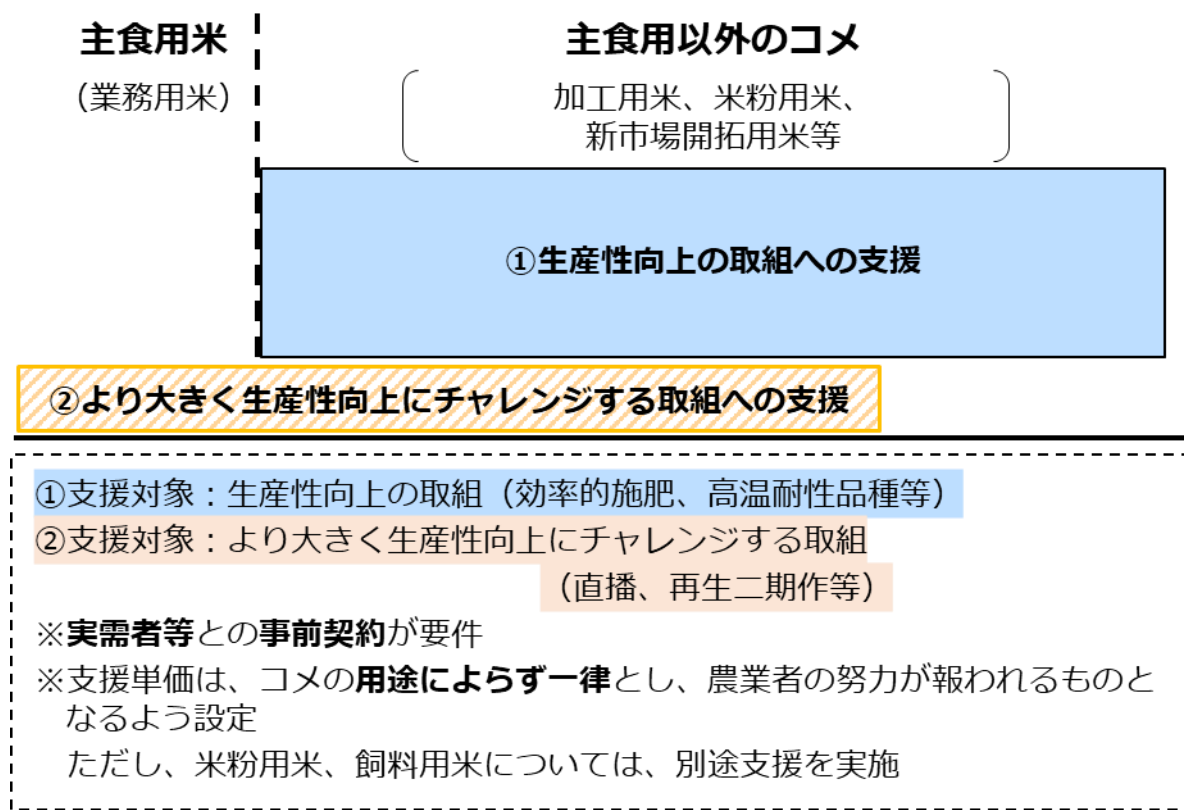 主食用米
（業務用米）
主食用以外のコメ
加工用米、米粉用米、
新市場開拓用米等
①生産性向上の取組への支援
②より大きく生産性向上にチャレンジする取組への支援
①支援対象：生産性向上の取組（効率的施肥、高温耐性品種等）
②支援対象：より大きく生産性向上にチャレンジする取組
（直播、再生二期作等）
※実需者等との事前契約が要件
※支援単価は、コメの用途によらず一律とし、農業者の努力が報われるものと
なるよう設定
ただし、米粉用米、飼料用米については、別途支援を実施